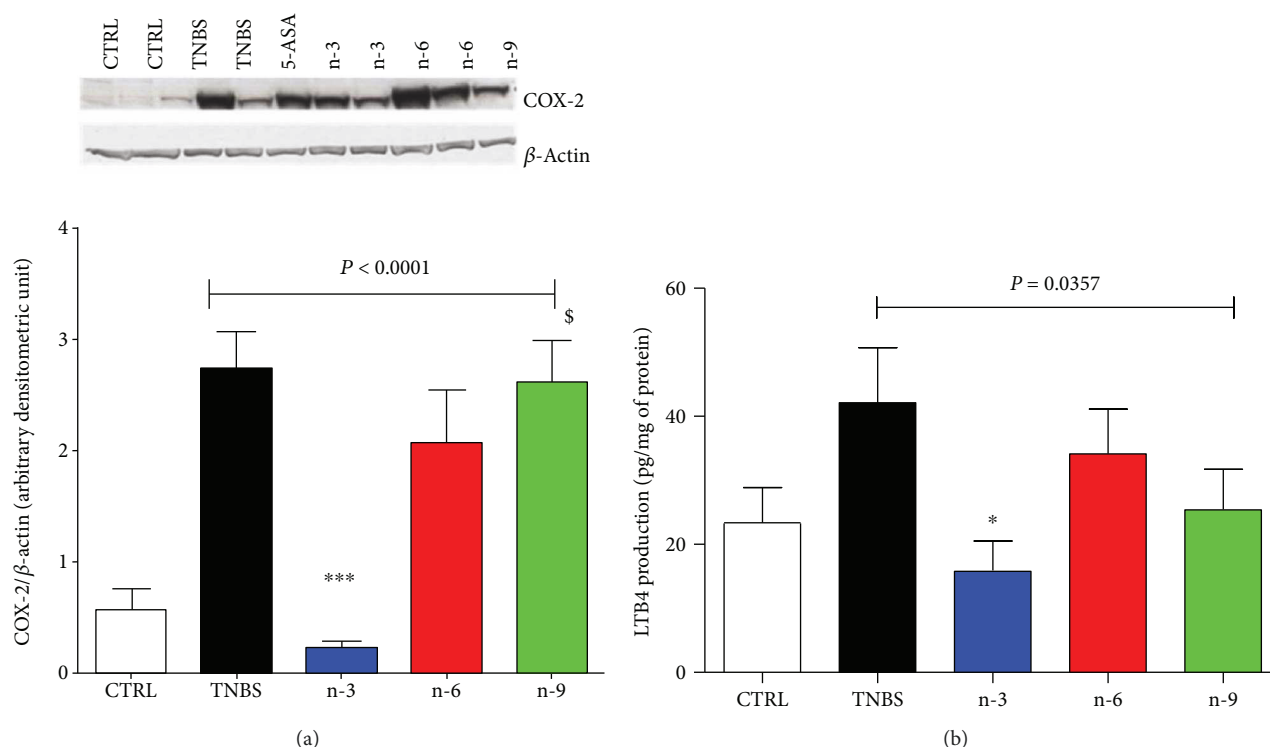 CTRL CTRL TNBS TNBS 5-ASA n-3 n-3 n-6 n-6 n-9
COX-2
β-Actin
COX-2/β-actin (arbitrary densitometric unit)
4
3
2
1
0
P < 0.0001
***
$
CTRL TNBS n-3 n-6 n-9
(a)
LTB4 production (pg/mg of protein)
60
40
20
0
P = 0.0357
*
CTRL TNBS n-3 n-6 n-9
(b)